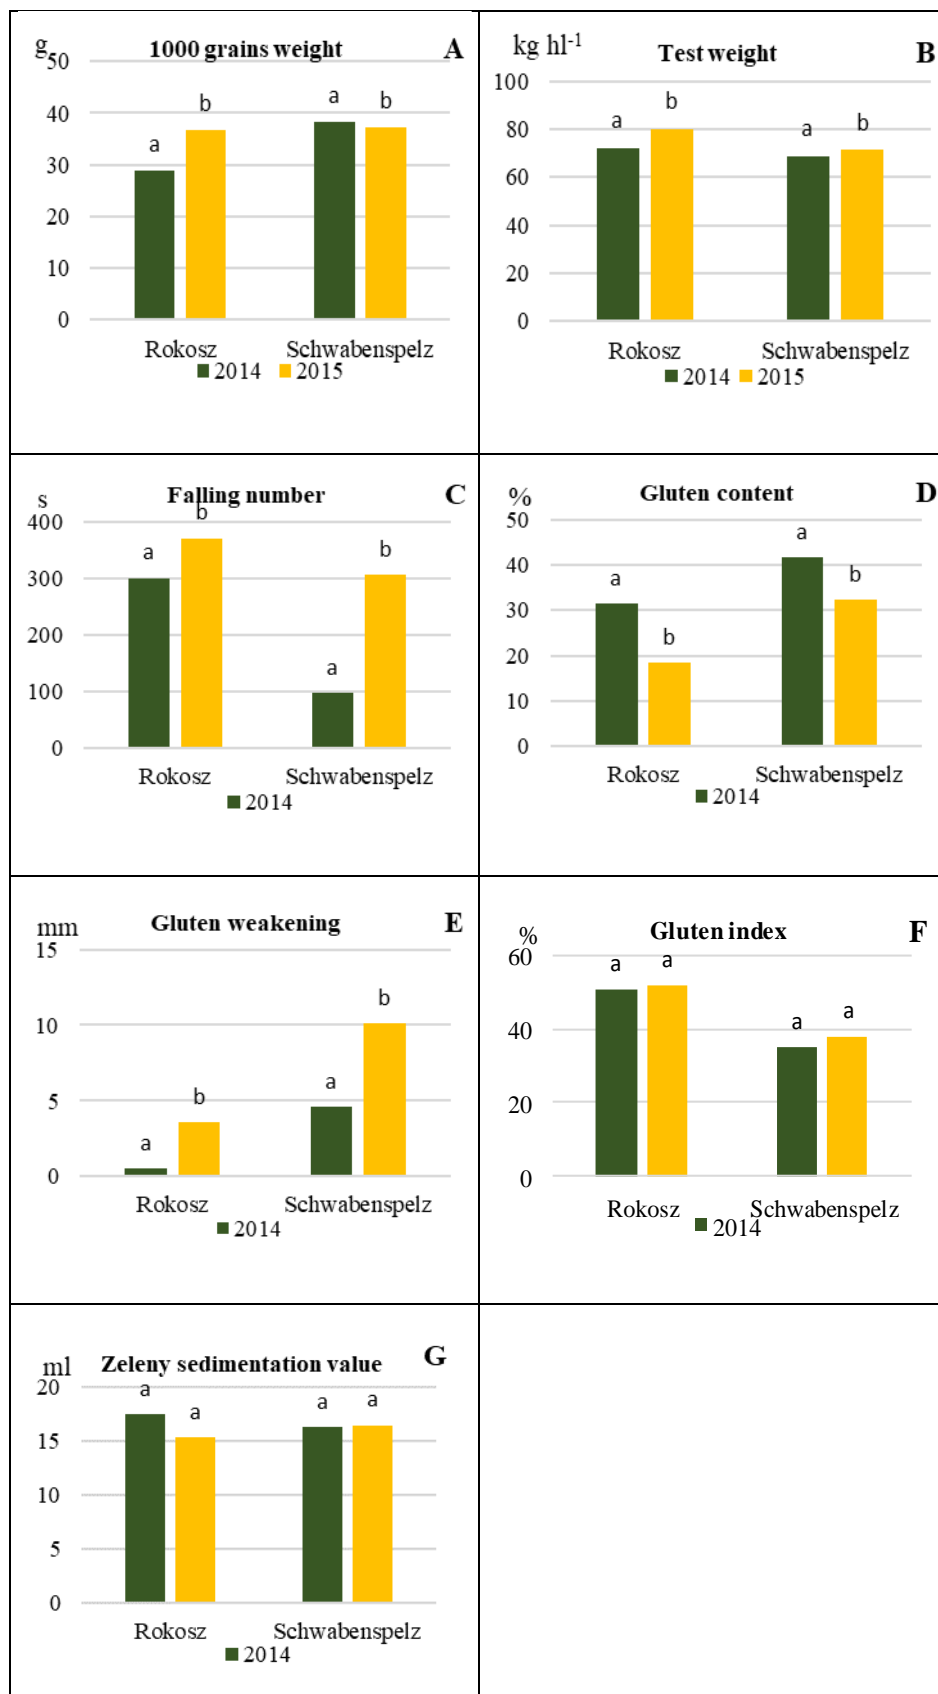 g
1000 grains weight
A
50
40
30
20
10
0
a
b
a
b
Rokosz
Schwabenspelz
2014
2015
kg hl-1
Test weight
B
100
80
60
40
20
0
a
b
a
b
Rokosz
Schwabenspelz
2014
2015
s
Falling number
C
400
300
200
100
0
a
b
a
b
Rokosz
Schwabenspelz
2014
%
Gluten content
D
50
40
30
20
10
0
a
b
a
b
Rokosz
Schwabenspelz
2014
mm
Gluten weakening
E
15
10
5
0
a
b
a
b
Rokosz
Schwabenspelz
2014
%
Gluten index
F
60
40
20
0
a
a
a
a
Rokosz
Schwabenspelz
2014
ml
Zeleny sedimentation value
G
20
15
10
5
0
a
a
a
a
Rokosz
Schwabenspelz
2014